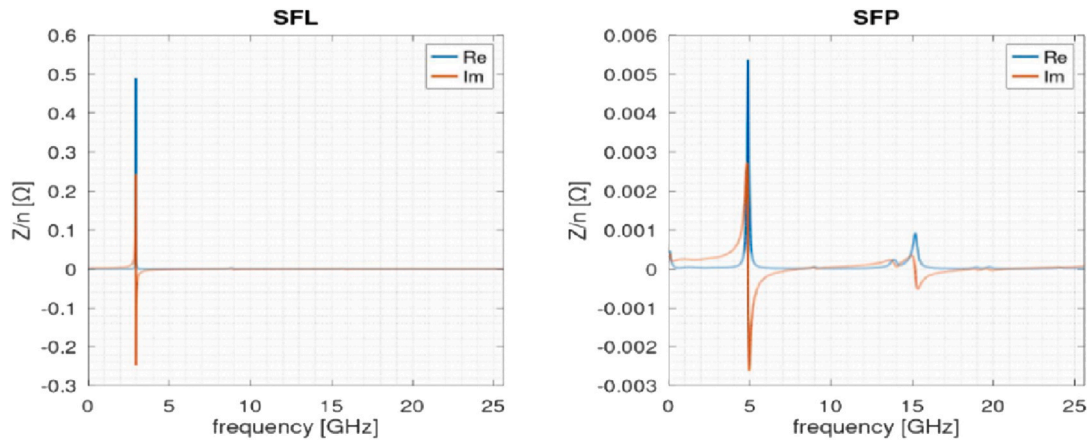 SFL
0.6
0.5
0.4
0.3
0.2
0.1
0
-0.1
-0.2
-0.3
Z/n [Ω]
0 5 10 15 20 25
frequency [GHz]
Re
Im
SFP
0.006
0.005
0.004
0.003
0.002
0.001
0
-0.001
-0.002
-0.003
Z/n [Ω]
0 5 10 15 20 25
frequency [GHz]
Re
Im